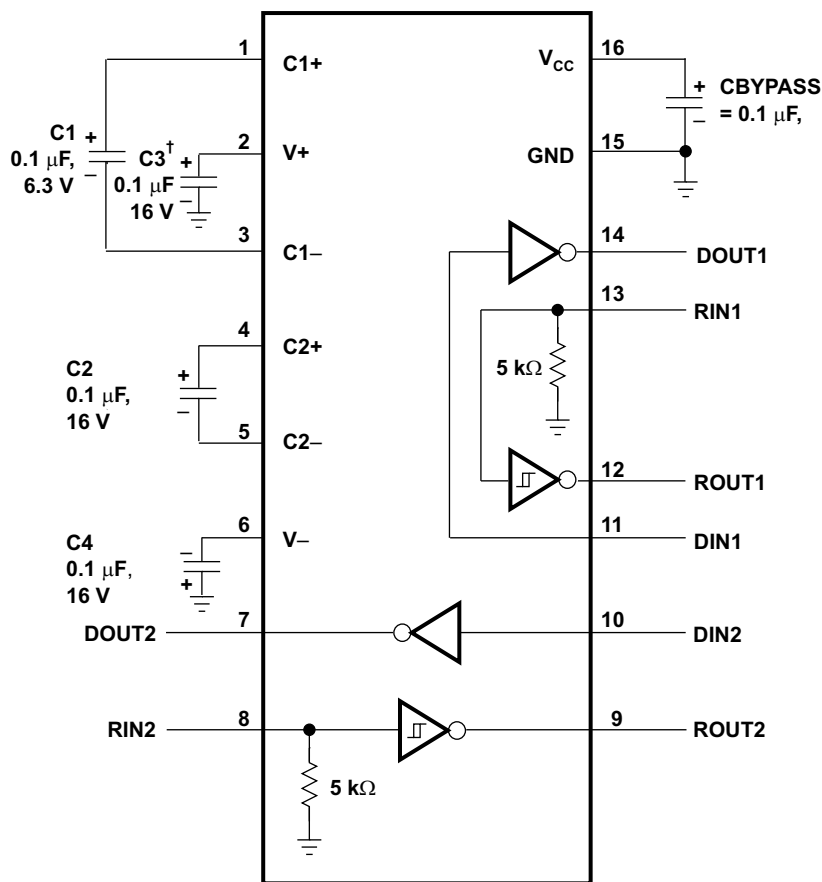 1
C1+
C1
0.1 μF,
6.3 V
+
–
2
V+
C3†
0.1 μF
16 V
+
–
3
C1–
4
C2+
C2
0.1 μF,
16 V
+
–
5
C2–
6
V–
C4
0.1 μF,
16 V
–
+
DOUT2
7
RIN2
8
5 kΩ
VCC
16
+
–
CBYPASS
= 0.1 μF,
GND
15
14
DOUT1
13
RIN1
5 kΩ
12
ROUT1
11
DIN1
10
DIN2
9
ROUT2